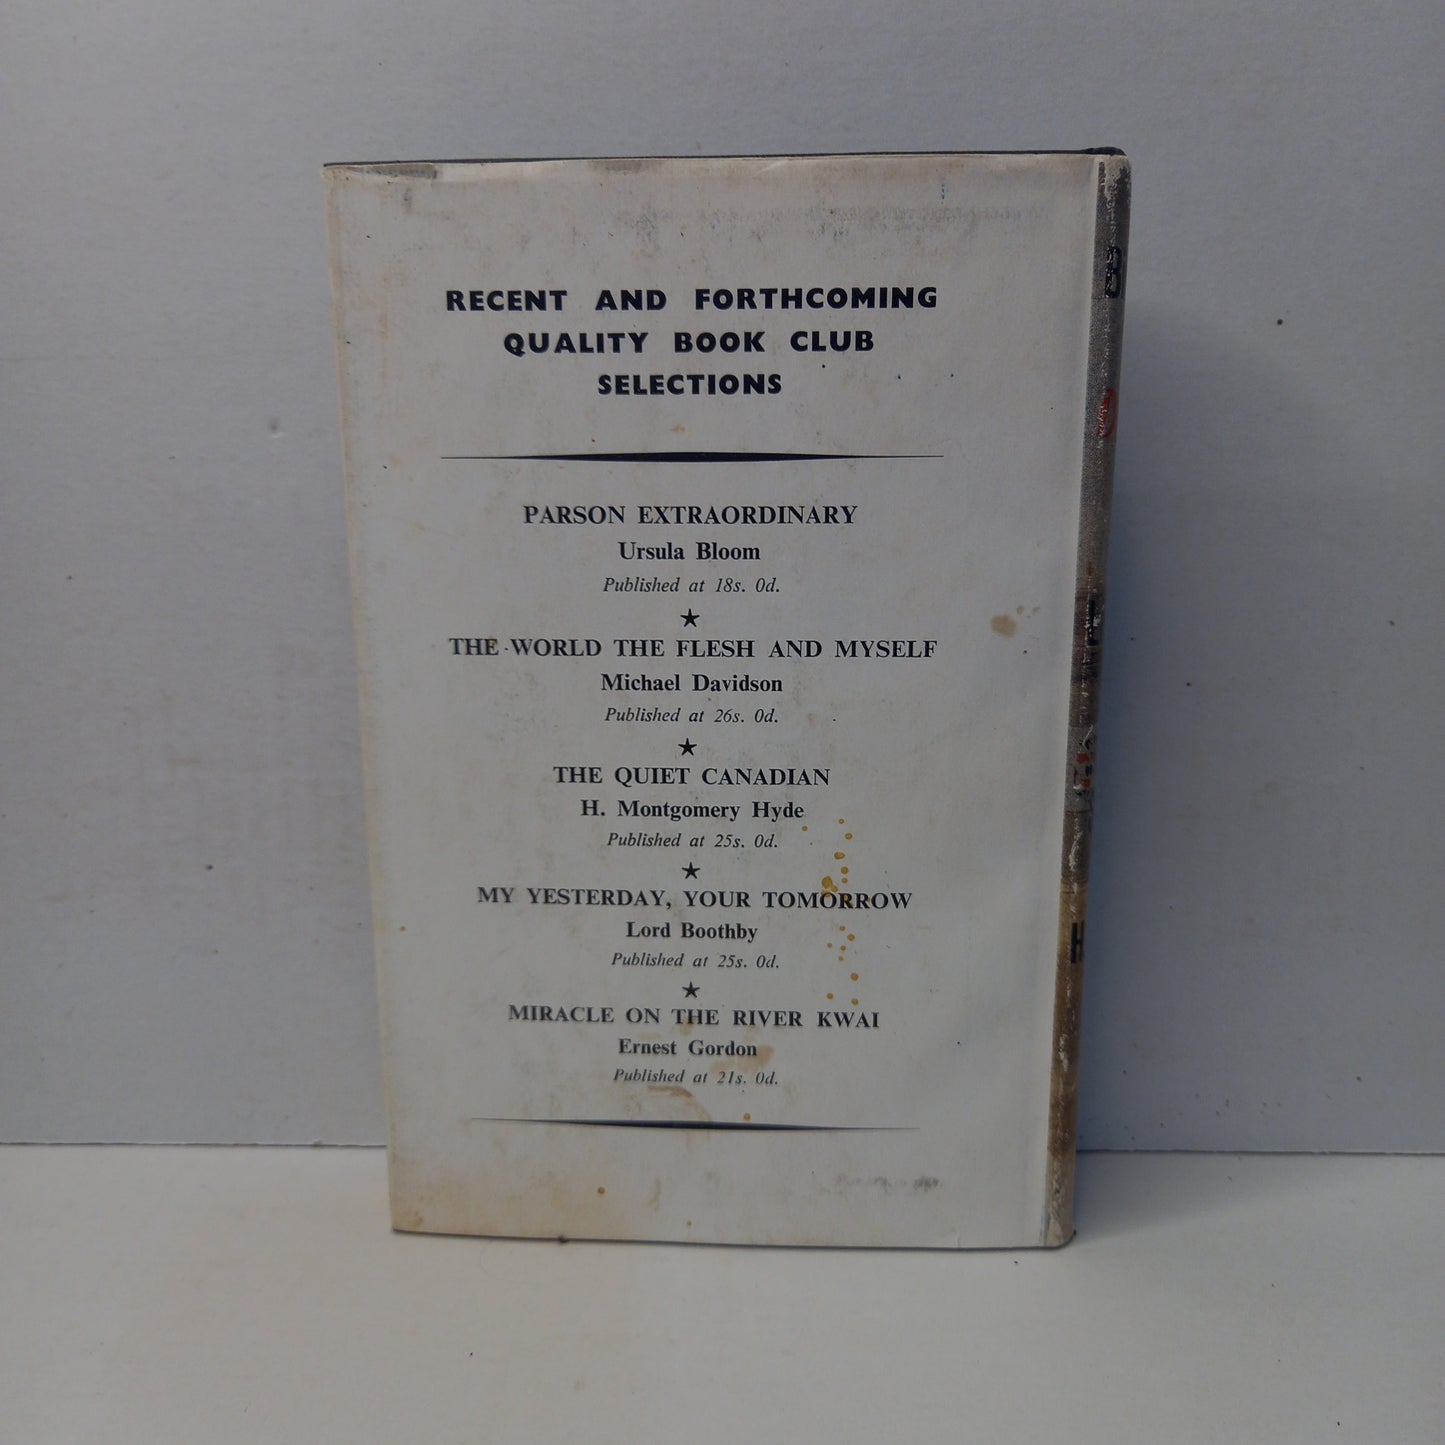 RECENT AND FORTHCOMING
QUALITY BOOK CLUB
SELECTIONS
PARSON EXTRAORDINARY
Ursula Bloom
Published at 18s. 0d.
★
THE WORLD THE FLESH AND MYSELF
Michael Davidson
Published at 26s. 0d.
★
THE QUIET CANADIAN
H. Montgomery Hyde
Published at 25s. 0d.
★
MY YESTERDAY, YOUR TOMORROW
Lord Boothby
Published at 25s. 0d.
★
MIRACLE ON THE RIVER KWAI
Ernest Gordon
Published at 21s. 0d.